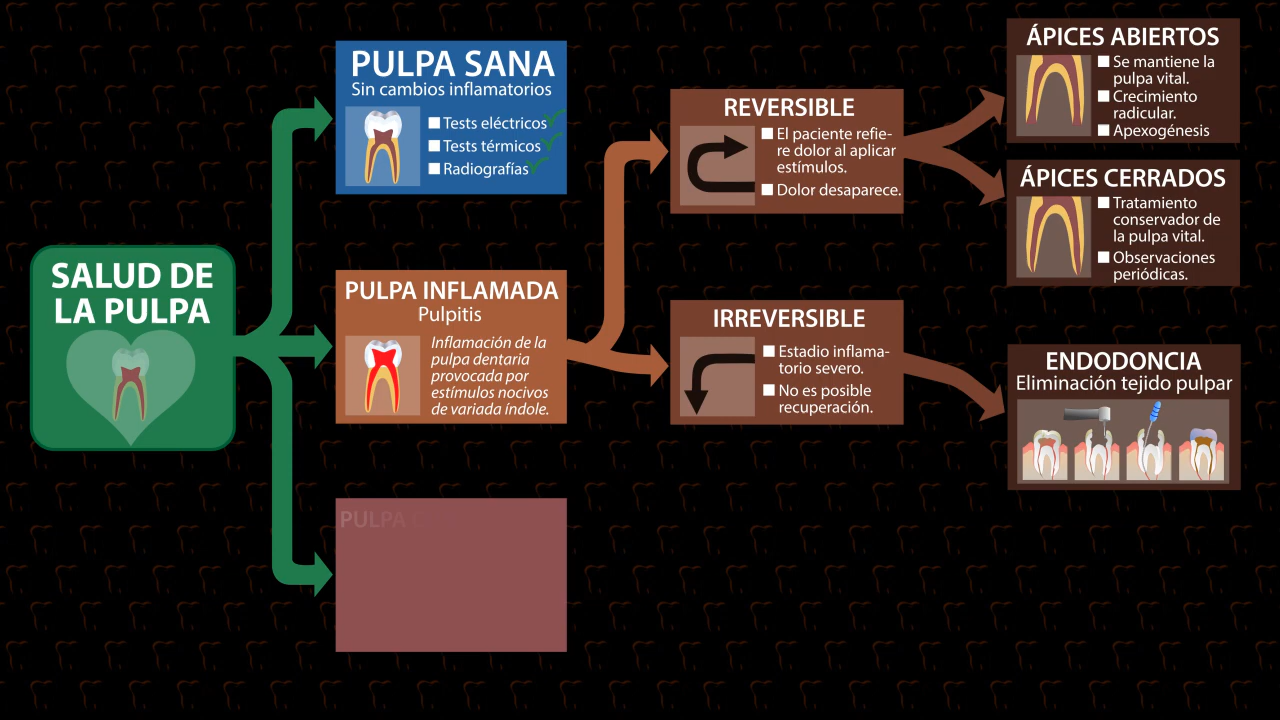 SALUD DE
LA PULPA
PULPA SANA
Sin cambios inflamatorios
Tests eléctricos
Tests térmicos
Radiografías
PULPA INFLAMADA
Pulpitis
Inflamación de la
pulpa dentaria
provocada por
estímulos nocivos
de variada índole.
PULPA
REVERSIBLE
El paciente refie-
re dolor al aplicar
estímulos.
Dolor desaparece.
IRREVERSIBLE
Estadio inflama-
torio severo.
No es posible
recuperación.
ÁPICES ABIERTOS
Se mantiene la
pulpa vital.
Crecimiento
radicular.
Apexogénesis
ÁPICES CERRADOS
Tratamiento
conservador de
la pulpa vital.
Observaciones
periódicas.
ENDODONCIA
Eliminación tejido pulpar